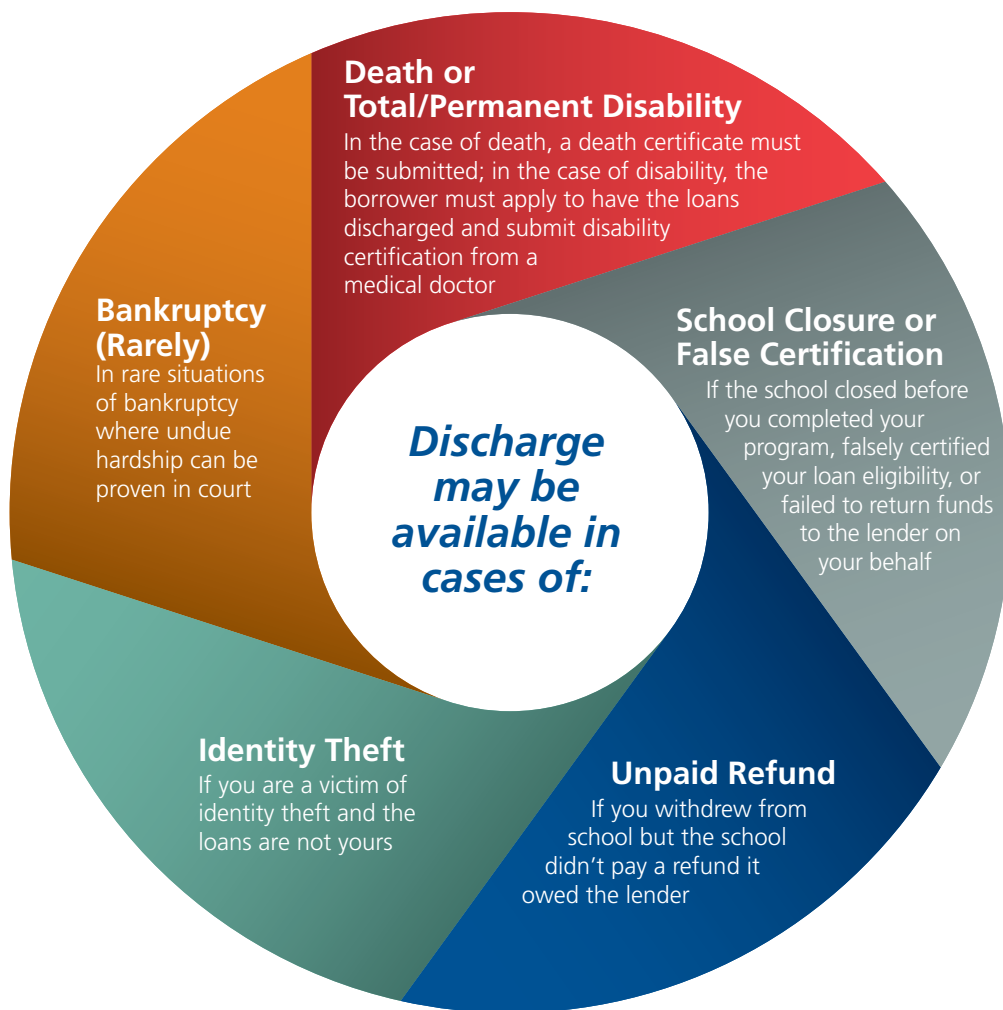 Discharge
may be
available in
cases of:
Death or
Total/Permanent Disability
In the case of death, a death certificate must
be submitted; in the case of disability, the
borrower must apply to have the loans
discharged and submit disability
certification from a
medical doctor
School Closure or
False Certification
If the school closed before
you completed your
program, falsely certified
your loan eligibility, or
failed to return funds
to the lender on
your behalf
Unpaid Refund
If you withdrew from
school but the school
didn’t pay a refund it
owed the lender
Identity Theft
If you are a victim of
identity theft and the
loans are not yours
Bankruptcy
(Rarely)
In rare situations
of bankruptcy
where undue
hardship can be
proven in court